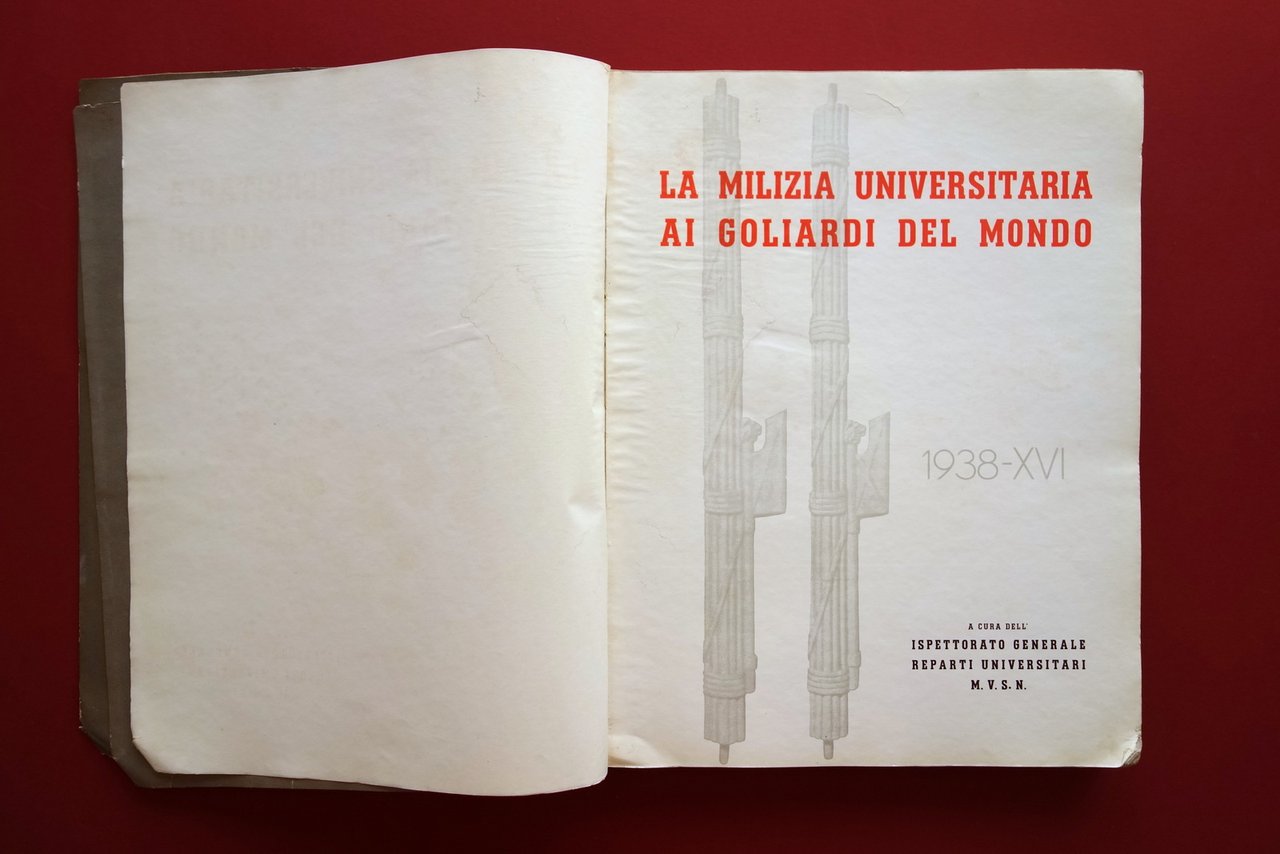 LA MILIZIA UNIVERSITARIA
AI GOLIARDI DEL MONDO
1938-XVI
A CURA DELL'
ISPETTORATO GENERALE
REPARTI UNIVERSITARI
M. V. S. N.